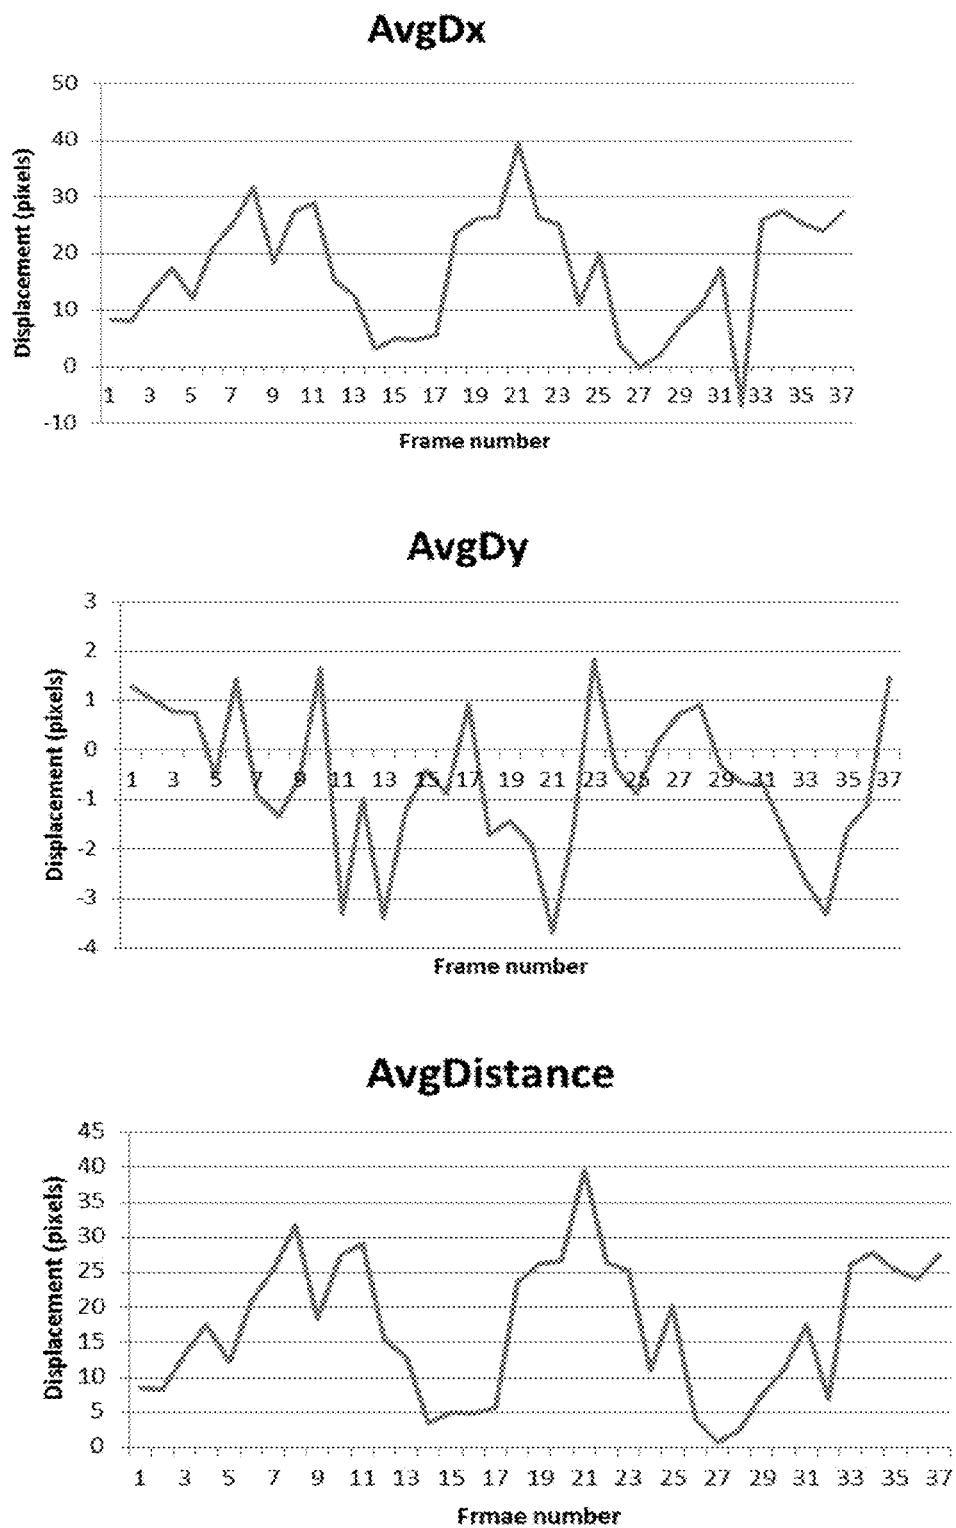 AvgDx
Displacement (pixels)
50
40
30
20
10
0
-10
1 3 5 7 9 11 13 15 17 19 21 23 25 27 29 31 33 35 37
Frame number
AvgDy
Displacement (pixels)
3
2
1
0
-1
-2
-3
-4
1 3 5 7 9 11 13 15 17 19 21 23 25 27 29 31 33 35 37
Frame number
AvgDistance
Displacement (pixels)
45
40
35
30
25
20
15
10
5
0
1 3 5 7 9 11 13 15 17 19 21 23 25 27 29 31 33 35 37
Frmae number